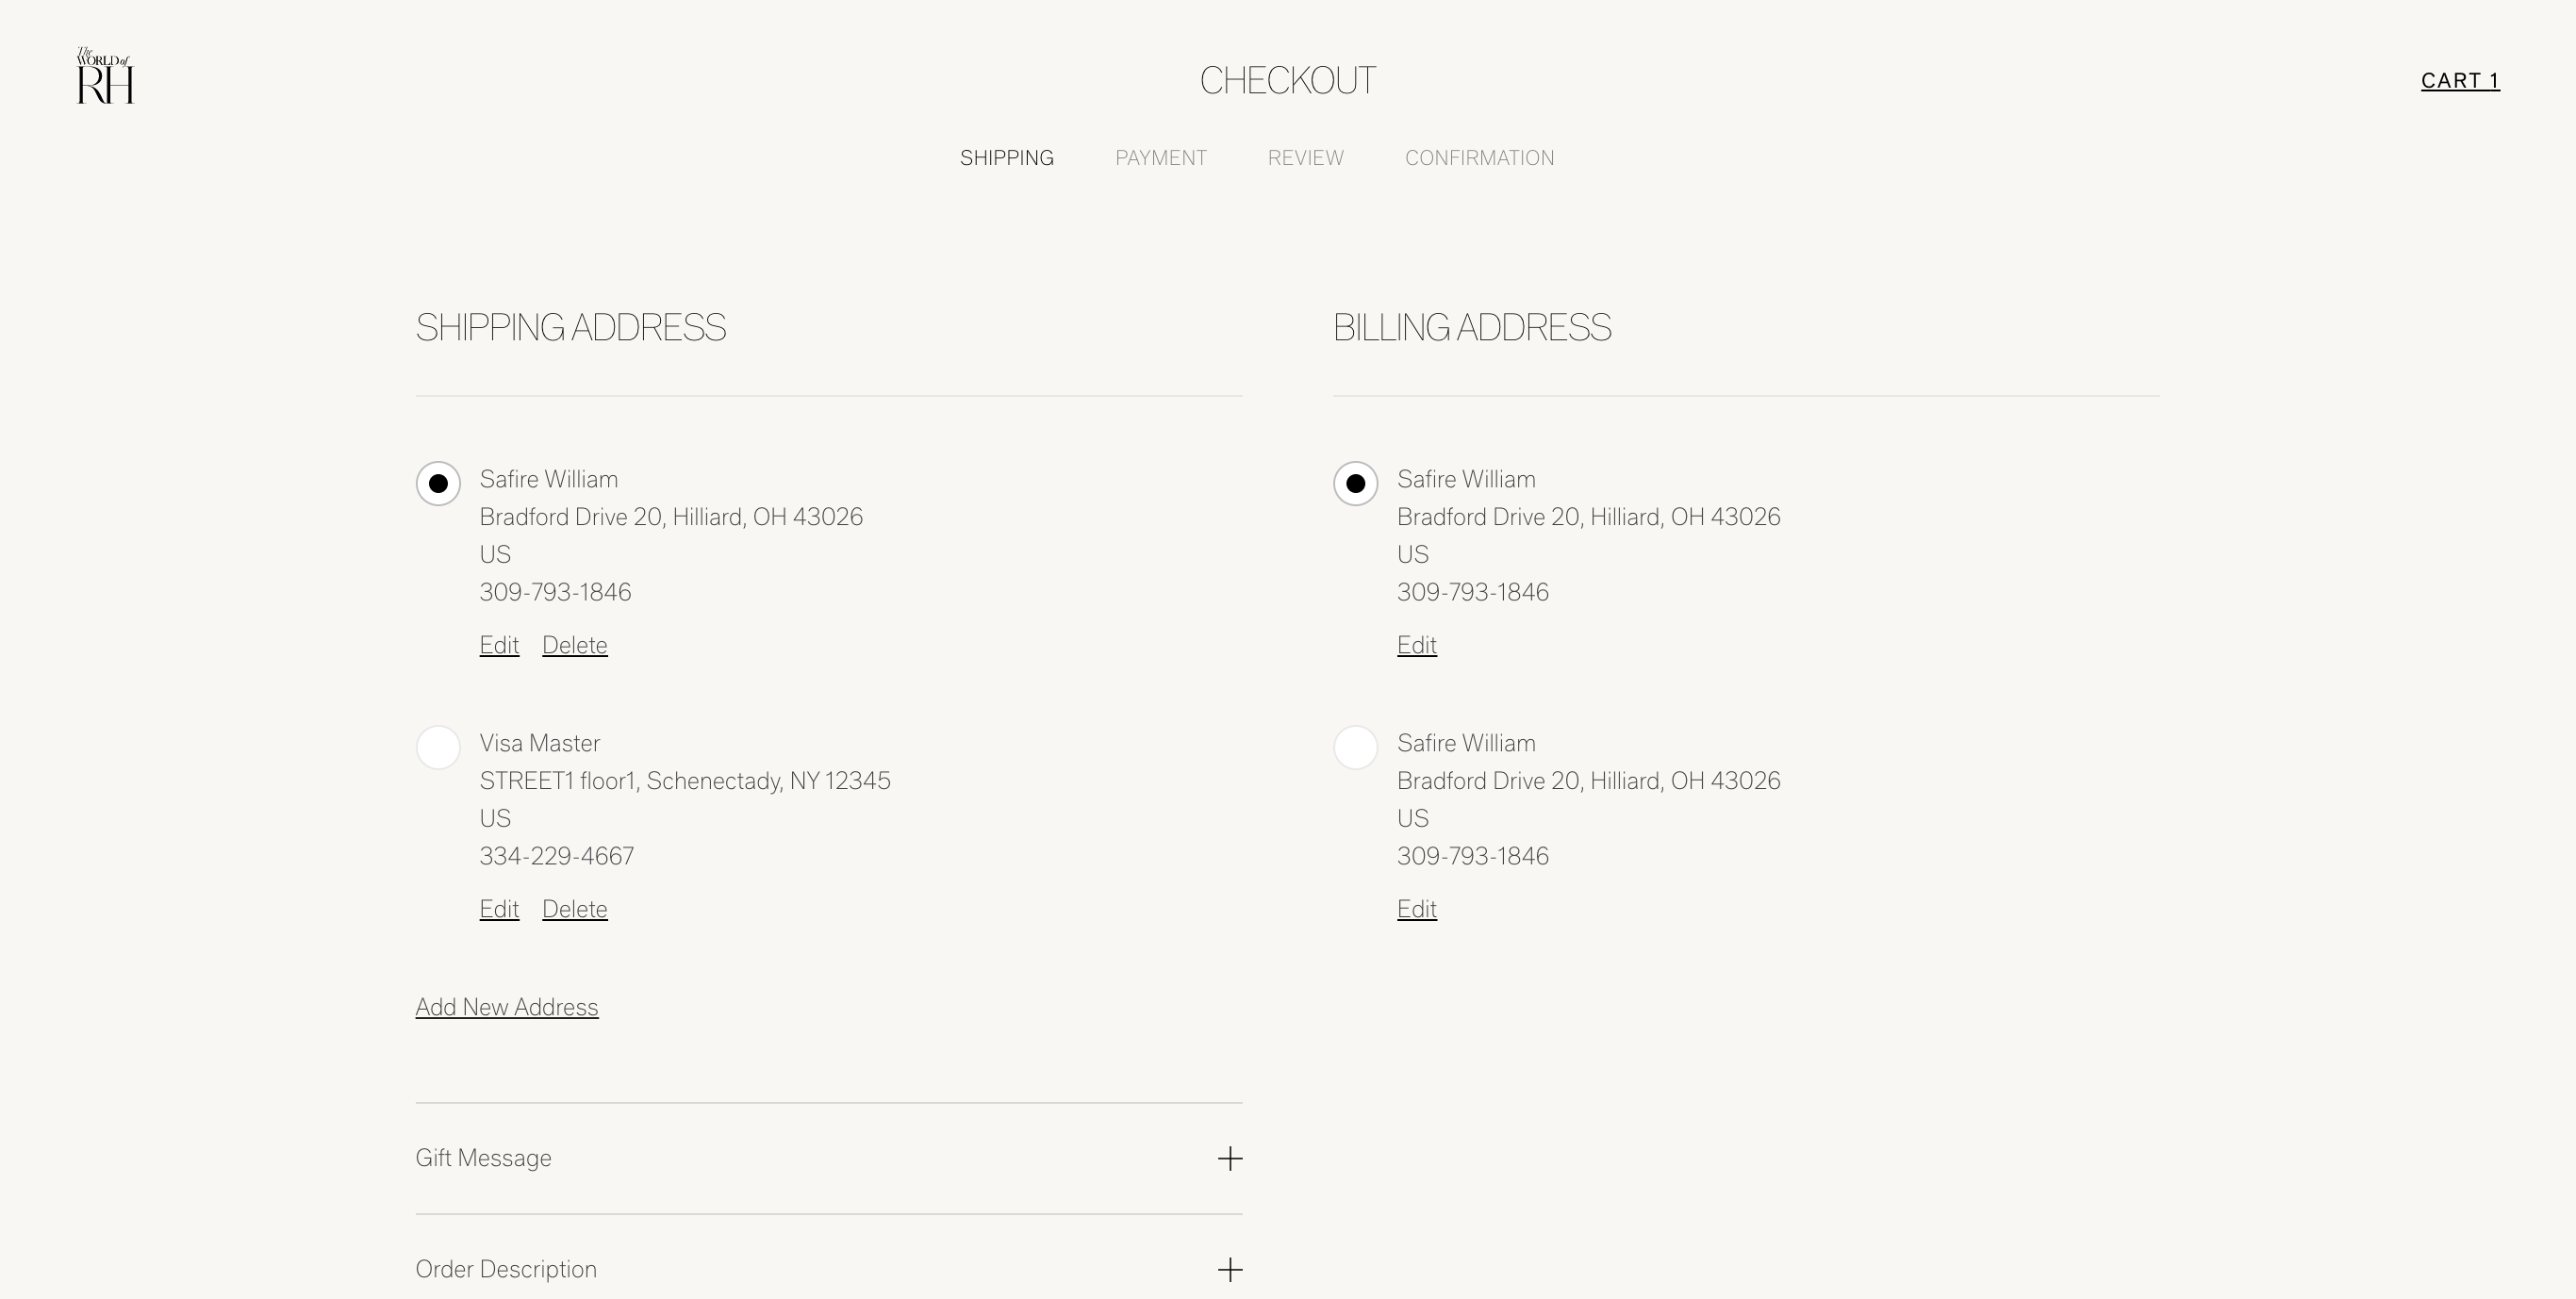 The
WORLD of
RH
CHECKOUT
CART 1
SHIPPING PAYMENT REVIEW CONFIRMATION
SHIPPING ADDRESS
Safire William
Bradford Drive 20, Hilliard, OH 43026
US
309-793-1846
Edit Delete
Visa Master
STREET1 floor1, Schenectady, NY 12345
US
334-229-4667
Edit Delete
Add New Address
Gift Message
Order Description
BILLING ADDRESS
Safire William
Bradford Drive 20, Hilliard, OH 43026
US
309-793-1846
Edit
Safire William
Bradford Drive 20, Hilliard, OH 43026
US
309-793-1846
Edit